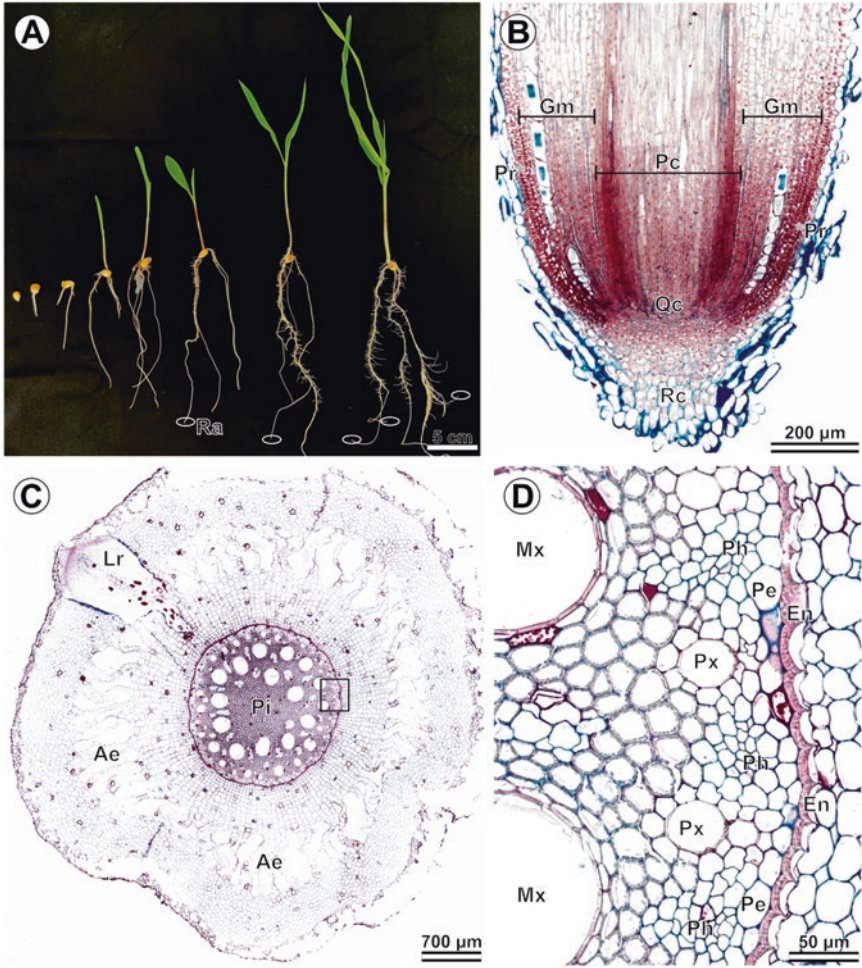 A
Ra
5 cm
B
Gm Gm
Pc
Pr
Pr
Qc
Rc
200 µm
C
Lr
Pi
Ae
Ae
700 µm
D
Mx
Ph
Pe
En
Px
Ph
En
Px
Mx
Pe
Ph
50 µm